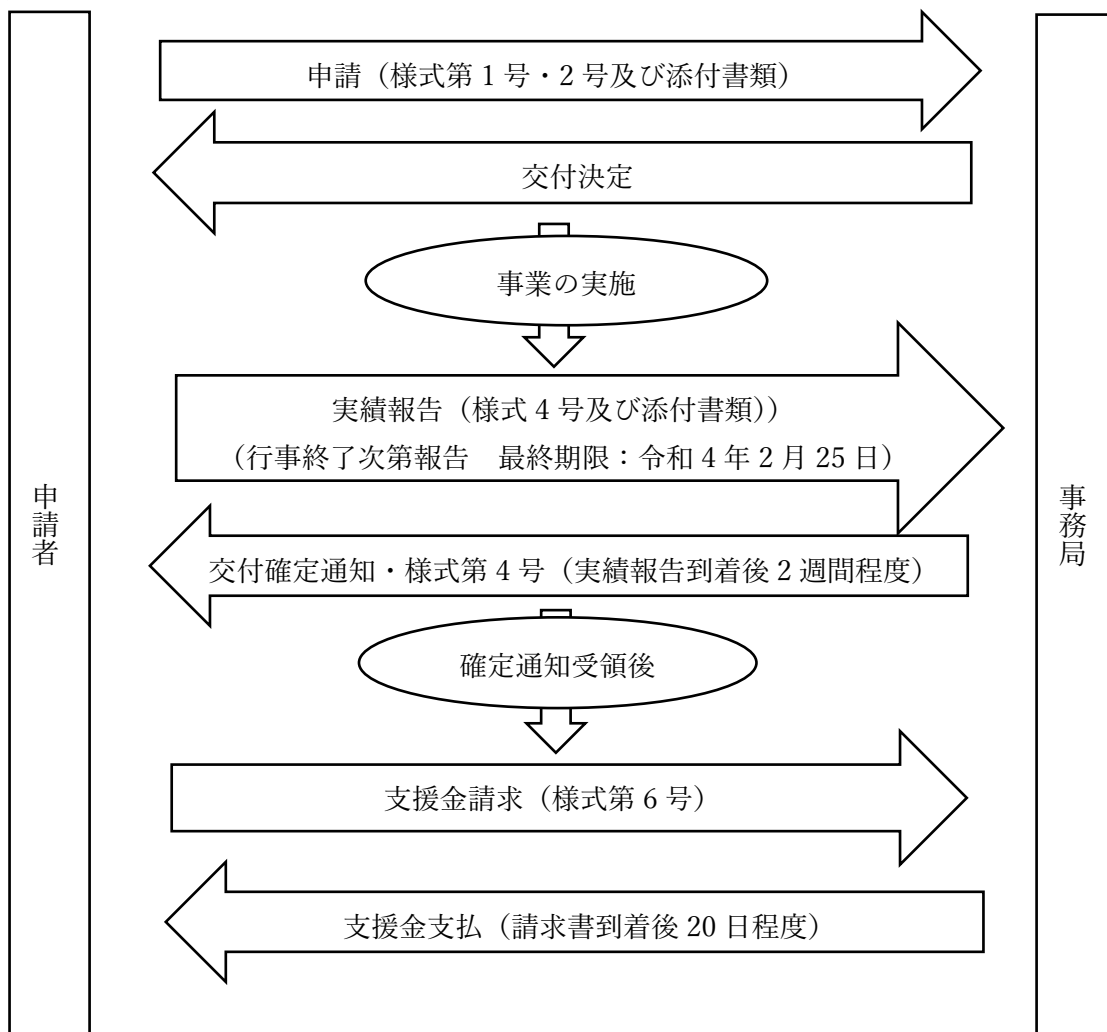 申請（様式第1号・2号及び添付書類）
交付決定
事業の実施
実績報告（様式4号及び添付書類））
（行事終了次第報告　最終期限：令和4年2月25日）
申請者
事務局
交付確定通知・様式第4号（実績報告到着後2週間程度）
確定通知受領後
支援金請求（様式第6号）
支援金支払（請求書到着後20日程度）